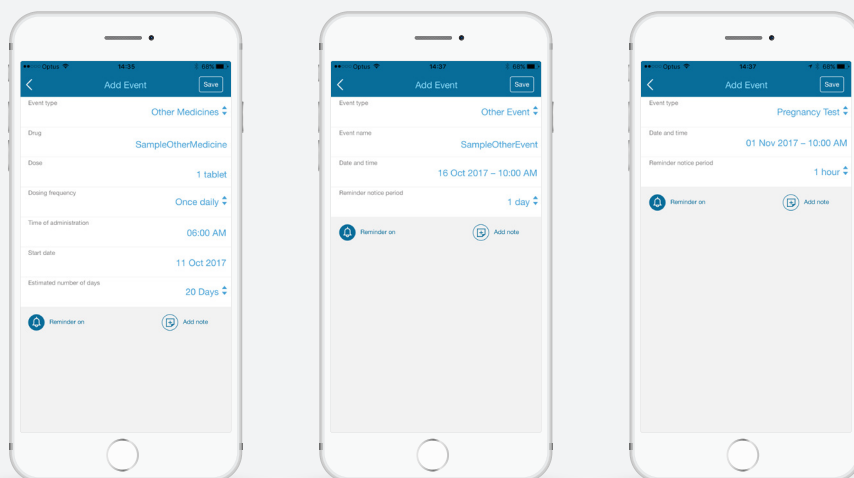 Optus 14:35 68%
Add Event Save
Event type
Other Medicines
Drug
SampleOtherMedicine
Dose
1 tablet
Dosing frequency
Once daily
Time of administration
06:00 AM
Start date
11 Oct 2017
Estimated number of days
20 Days
Reminder on Add note
Optus 14:37 68%
Add Event Save
Event type
Other Event
Event name
SampleOtherEvent
Date and time
16 Oct 2017 – 10:00 AM
Reminder notice period
1 day
Reminder on Add note
Optus 14:37 68%
Add Event Save
Event type
Pregnancy Test
Date and time
01 Nov 2017 – 10:00 AM
Reminder notice period
1 hour
Reminder on Add note